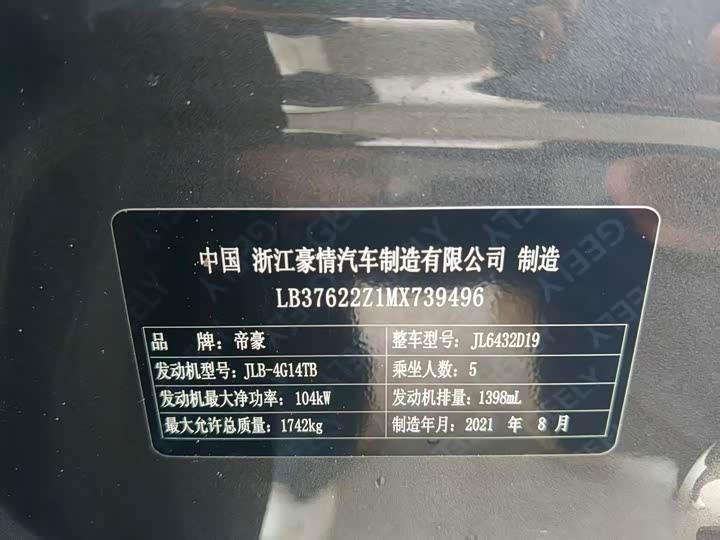 中国 浙江豪情汽车制造有限公司 制造
LB37622Z1MX739496
品 牌: 帝豪 整车型号: JL6432D19
发动机型号: JLB-4G14TB 乘坐人数: 5
发动机最大净功率: 104kW 发动机排量: 1398mL
最大允许总质量: 1742kg 制造年月: 2021 年 8 月
GEELY
GEELY
GEELY